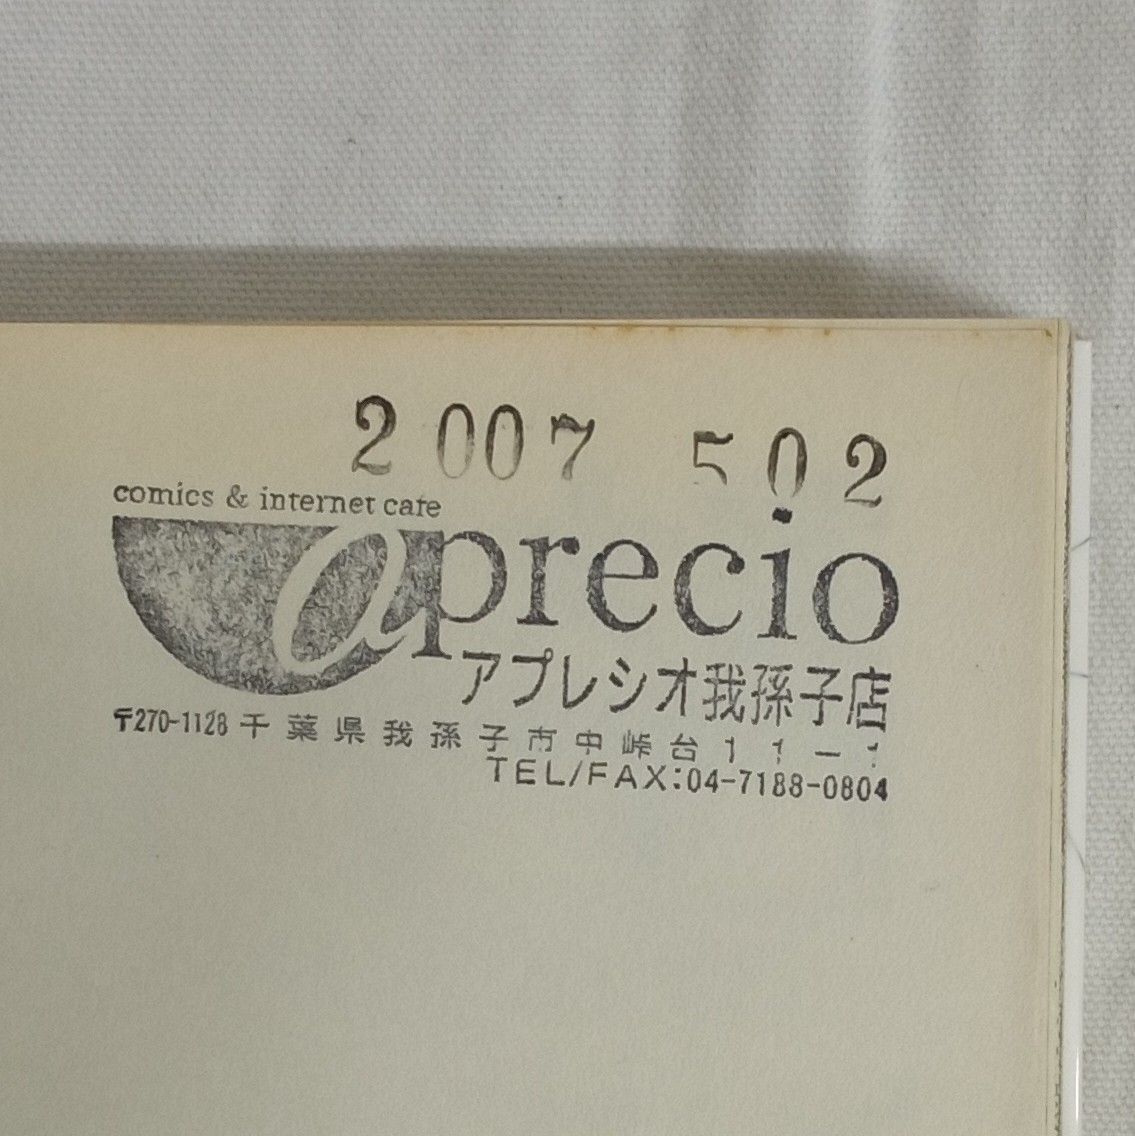 2007 502
comics & internet cafe
aprecio
アプレシオ我孫子店
〒270-1128 千葉県我孫子市中峠台11-1
TEL/FAX:04-7188-0804